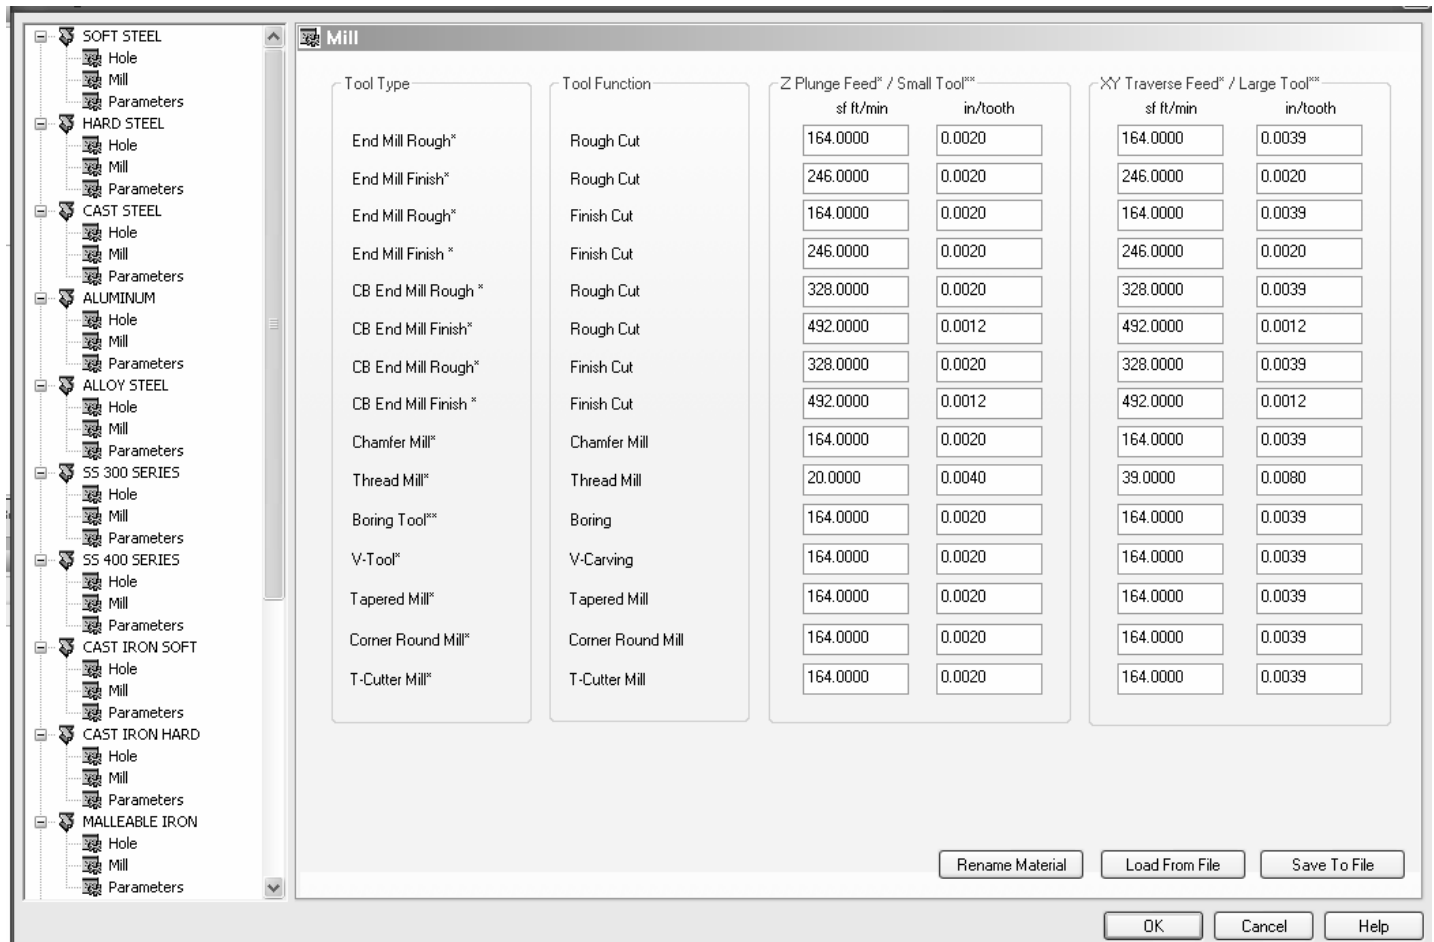 SOFT STEEL
Hole
Mill
Parameters
HARD STEEL
Hole
Mill
Parameters
CAST STEEL
Hole
Mill
Parameters
ALUMINUM
Hole
Mill
Parameters
ALLOY STEEL
Hole
Mill
Parameters
SS 300 SERIES
Hole
Mill
Parameters
SS 400 SERIES
Hole
Mill
Parameters
CAST IRON SOFT
Hole
Mill
Parameters
CAST IRON HARD
Hole
Mill
Parameters
MALLEABLE IRON
Hole
Mill
Parameters
Mill
Tool Type Tool Function Z Plunge Feed* / Small Tool** XY Traverse Feed* / Large Tool**
sf ft/min in/tooth sf ft/min in/tooth
End Mill Rough* Rough Cut 164.0000 0.0020 164.0000 0.0039
End Mill Finish* Rough Cut 246.0000 0.0020 246.0000 0.0020
End Mill Rough* Finish Cut 164.0000 0.0020 164.0000 0.0039
End Mill Finish * Finish Cut 246.0000 0.0020 246.0000 0.0020
CB End Mill Rough * Rough Cut 328.0000 0.0020 328.0000 0.0039
CB End Mill Finish* Rough Cut 492.0000 0.0012 492.0000 0.0012
CB End Mill Rough* Finish Cut 328.0000 0.0020 328.0000 0.0039
CB End Mill Finish * Finish Cut 492.0000 0.0012 492.0000 0.0012
Chamfer Mill* Chamfer Mill 164.0000 0.0020 164.0000 0.0039
Thread Mill* Thread Mill 20.0000 0.0040 39.0000 0.0080
Boring Tool** Boring 164.0000 0.0020 164.0000 0.0039
V-Tool* V-Carving 164.0000 0.0020 164.0000 0.0039
Tapered Mill* Tapered Mill 164.0000 0.0020 164.0000 0.0039
Corner Round Mill* Corner Round Mill 164.0000 0.0020 164.0000 0.0039
T-Cutter Mill* T-Cutter Mill 164.0000 0.0020 164.0000 0.0039
Rename Material Load From File Save To File
OK Cancel Help